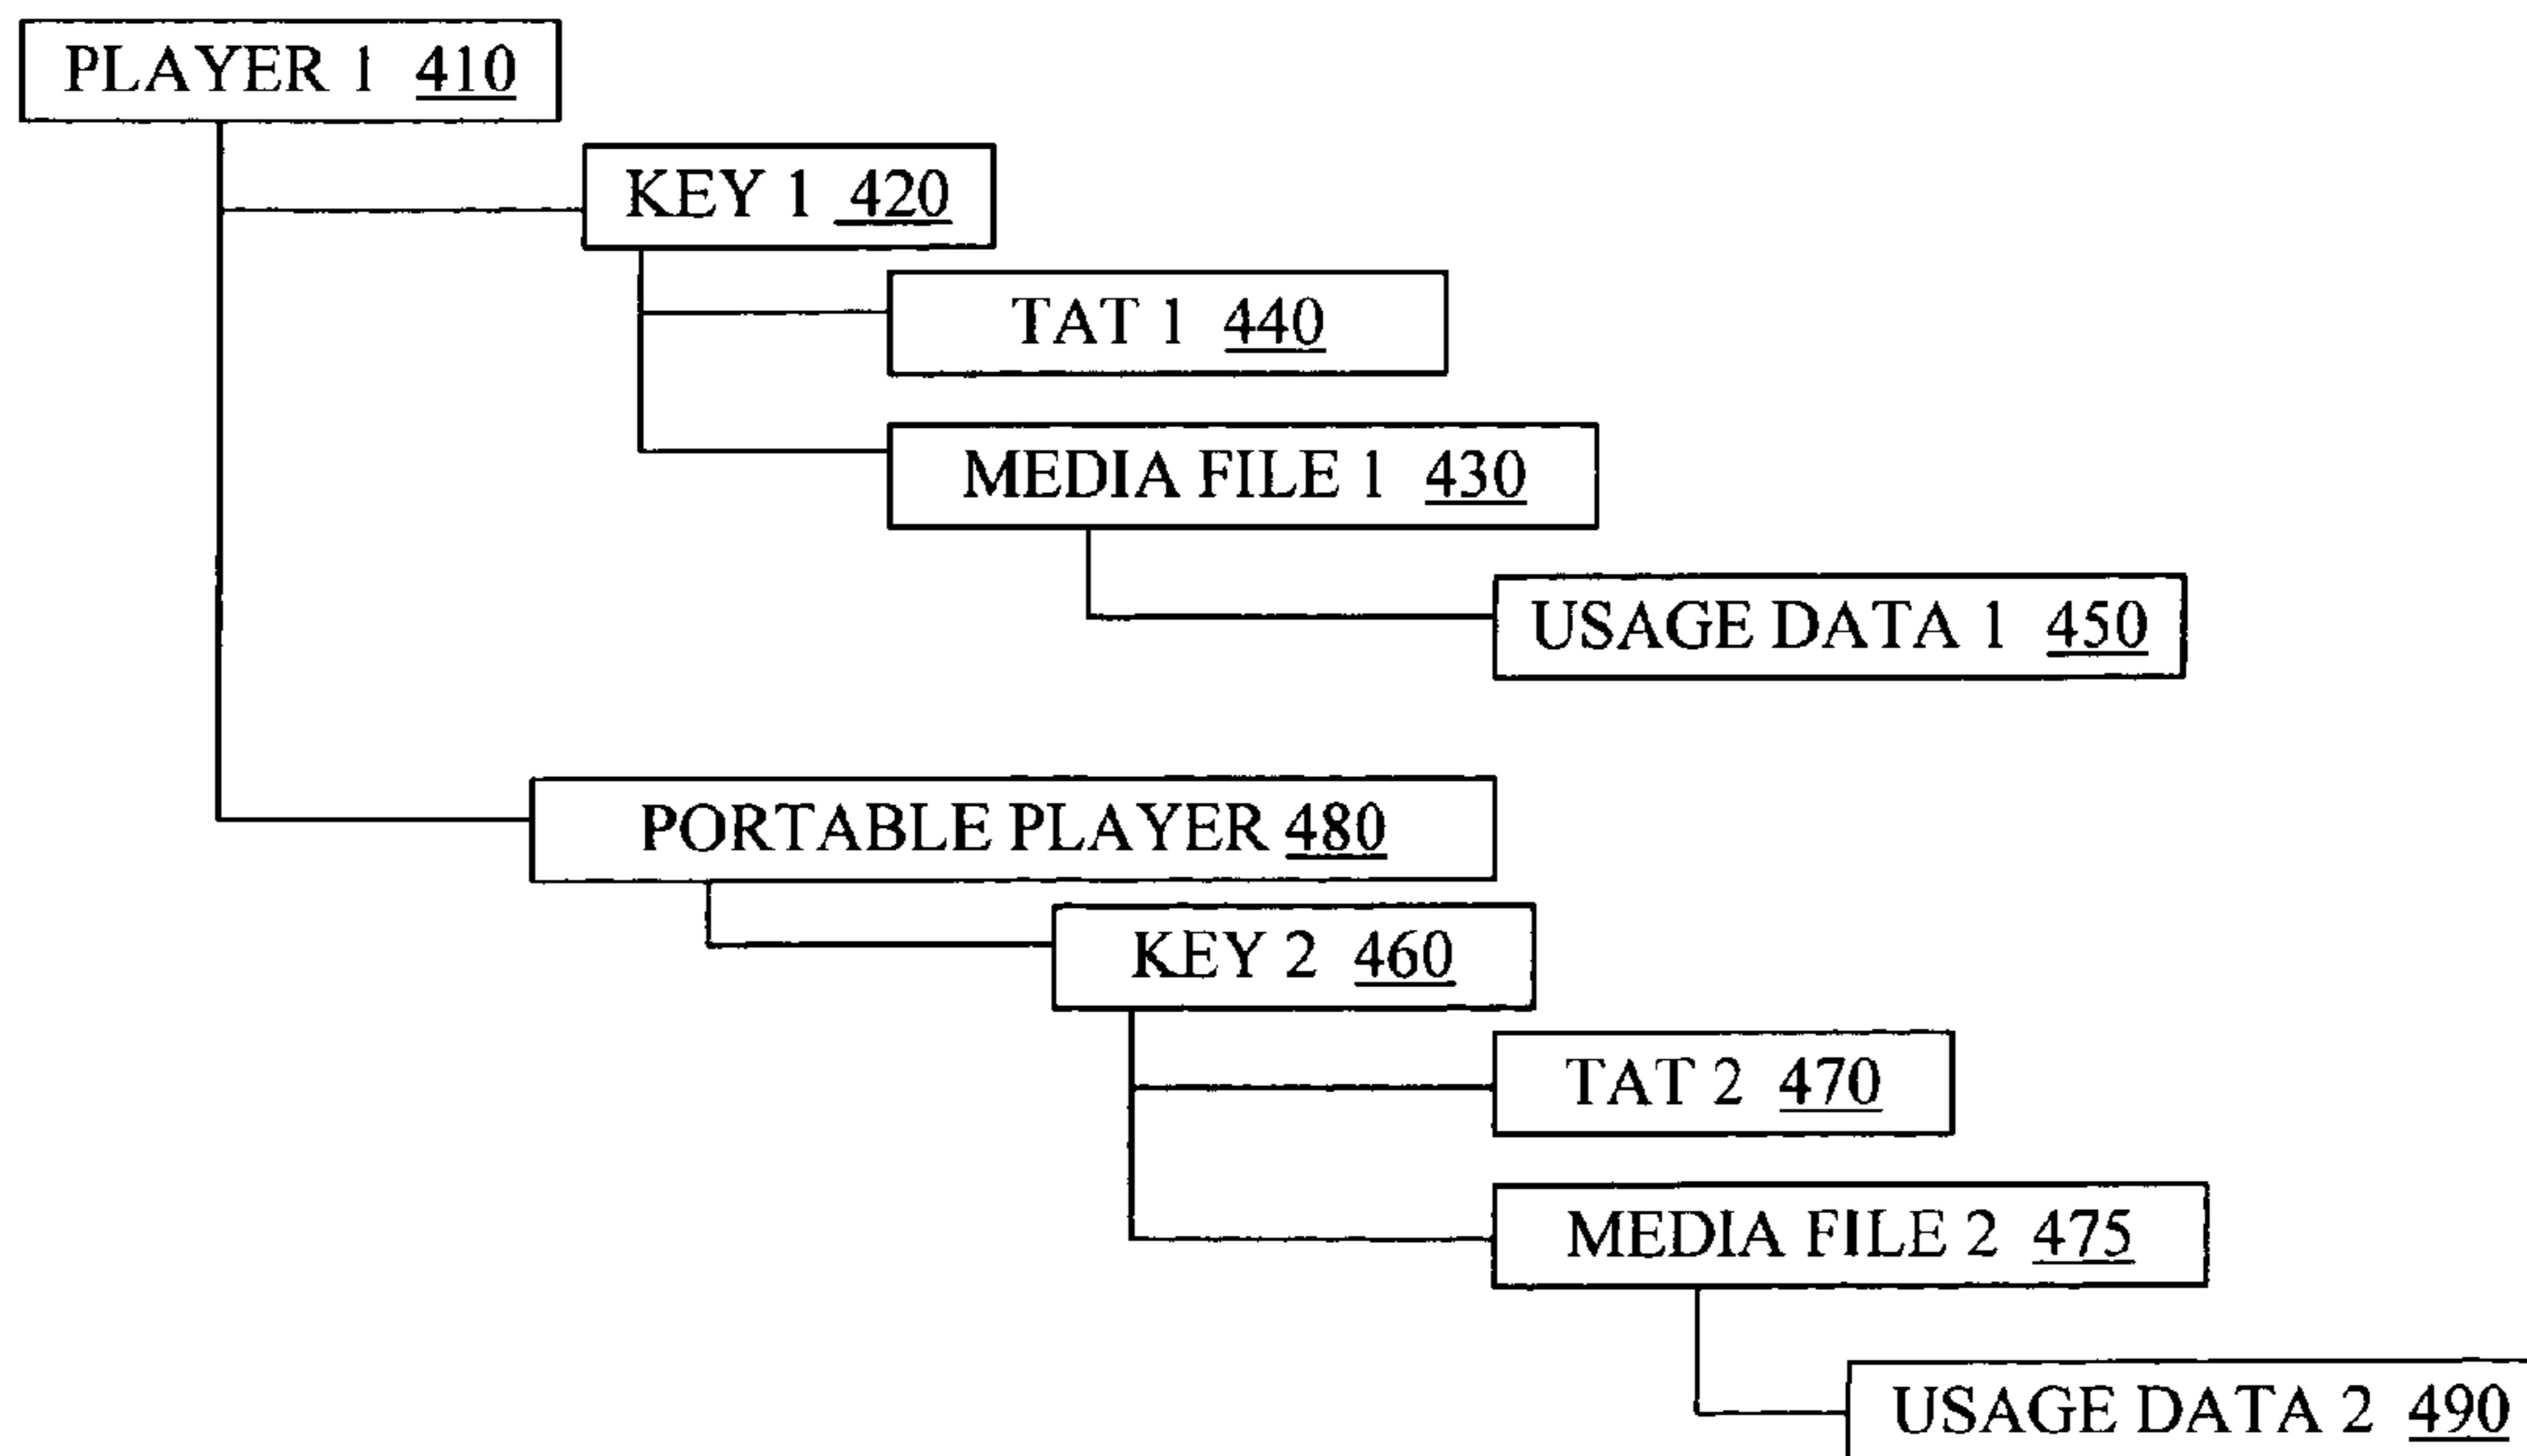 PLAYER 1 410
KEY 1 420
TAT 1 440
MEDIA FILE 1 430
USAGE DATA 1 450
PORTABLE PLAYER 480
KEY 2 460
TAT 2 470
MEDIA FILE 2 475
USAGE DATA 2 490